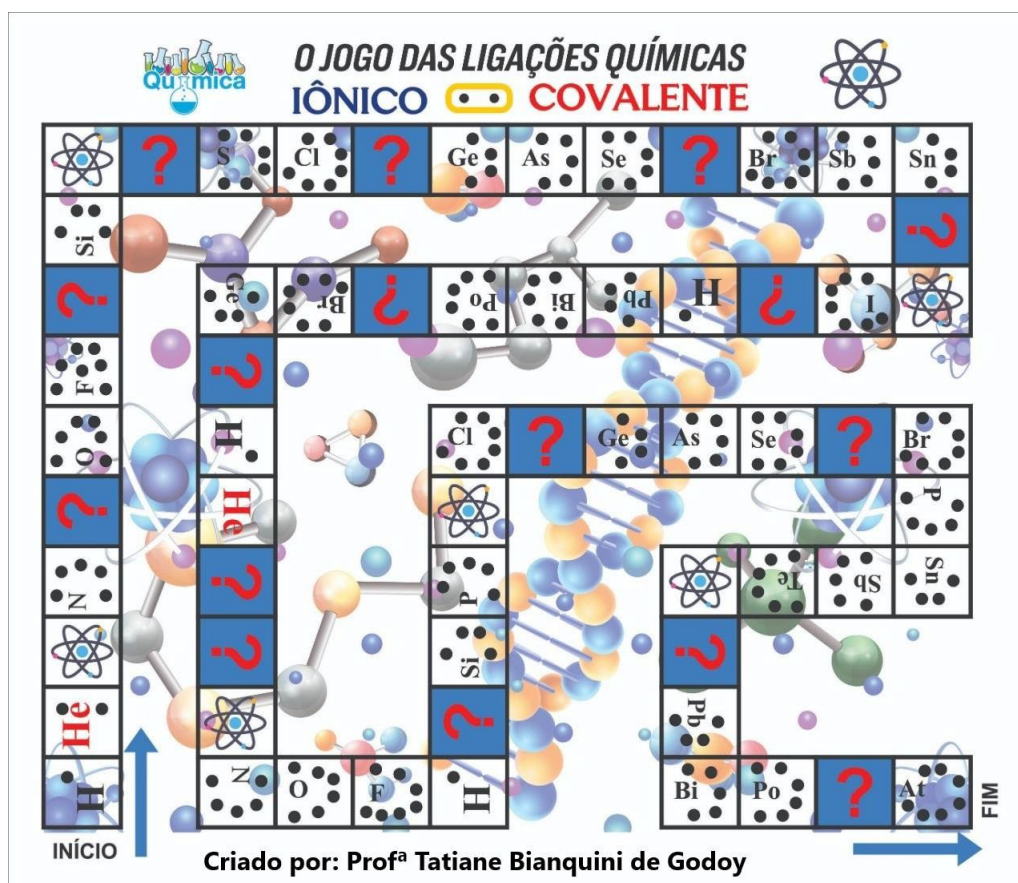 O JOGO DAS LIGAÇÕES QUÍMICAS
Química
IÔNICO COVALENTE
? S Cl ? Ge As Se ? Br Sb Sn
Si ?
? Ge Br ? Po Bi Pb H ? I
F ?
O H Cl ? Ge As Se ? Br
? He P
N ? P Te Sb Sn
? Si ?
He ? Pb
H N O F H Bi Po ? At
INÍCIO
FIM
Criado por: Profª Tatiane Bianquini de Godoy